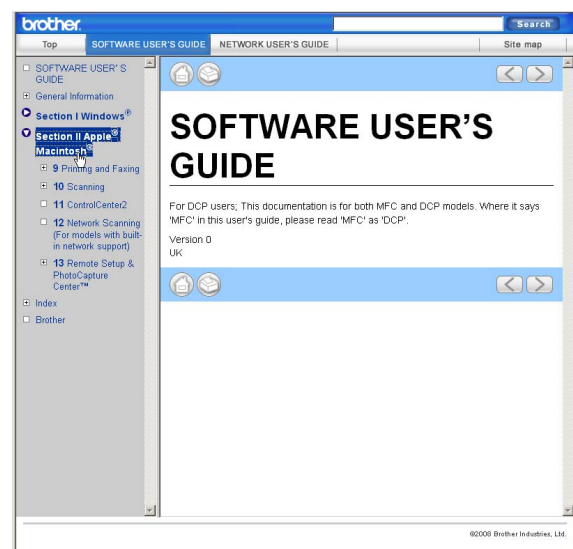 brother.
Search
Top
SOFTWARE USER'S GUIDE
NETWORK USER'S GUIDE
Site map
SOFTWARE USER' S
GUIDE
General Information
Section I Windows®
Section II Apple®
Macintosh®
9 Printing and Faxing
10 Scanning
11 ControlCenter2
12 Network Scanning
(For models with built-
in network support)
13 Remote Setup &
PhotoCapture
Center™
Index
Brother
SOFTWARE USER'S
GUIDE
For DCP users; This documentation is for both MFC and DCP models. Where it says
'MFC' in this user's guide, please read 'MFC' as 'DCP'.
Version 0
UK
©2008 Brother Industries, Ltd.